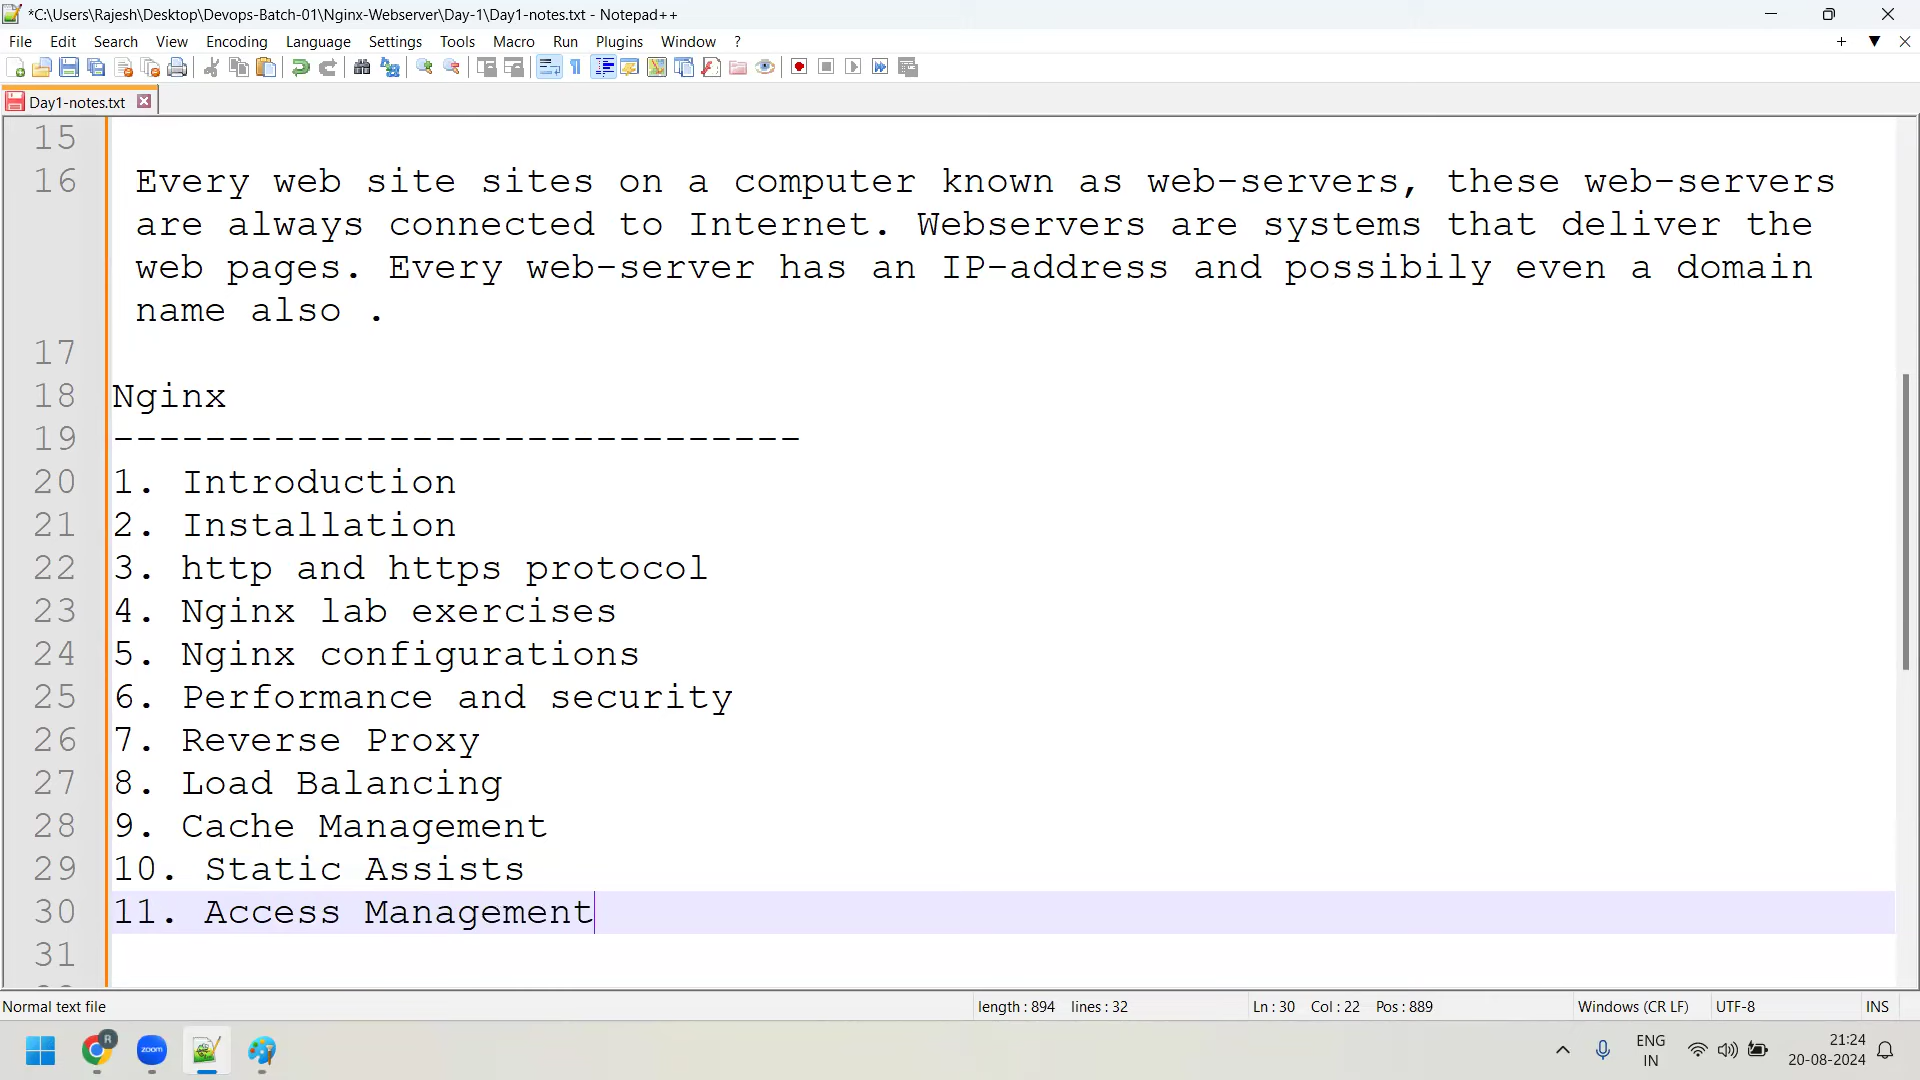 *C:\Users\Rajesh\Desktop\Devops-Batch-01\Nginx-Webserver\Day-1\Day1-notes.txt - Notepad++
File Edit Search View Encoding Language Settings Tools Macro Run Plugins Window ?
Day1-notes.txt
15
16 Every web site sites on a computer known as web-servers, these web-servers
are always connected to Internet. Webservers are systems that deliver the
web pages. Every web-server has an IP-address and possibily even a domain
name also .
17
18 Nginx
19 ------------------------------
20 1. Introduction
21 2. Installation
22 3. http and https protocol
23 4. Nginx lab exercises
24 5. Nginx configurations
25 6. Performance and security
26 7. Reverse Proxy
27 8. Load Balancing
28 9. Cache Management
29 10. Static Assists
30 11. Access Management
31
Normal text file length : 894 lines : 32 Ln : 30 Col : 22 Pos : 889 Windows (CR LF) UTF-8 INS
R
zoom
ENG
IN
21:24
20-08-2024